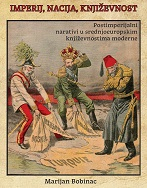 IMPERIJ, NACIJA, KNJIŽEVNOST
Postimperijalni
narativi u srednjoeuropskim
književnostima moderne
Marijan Bobinac